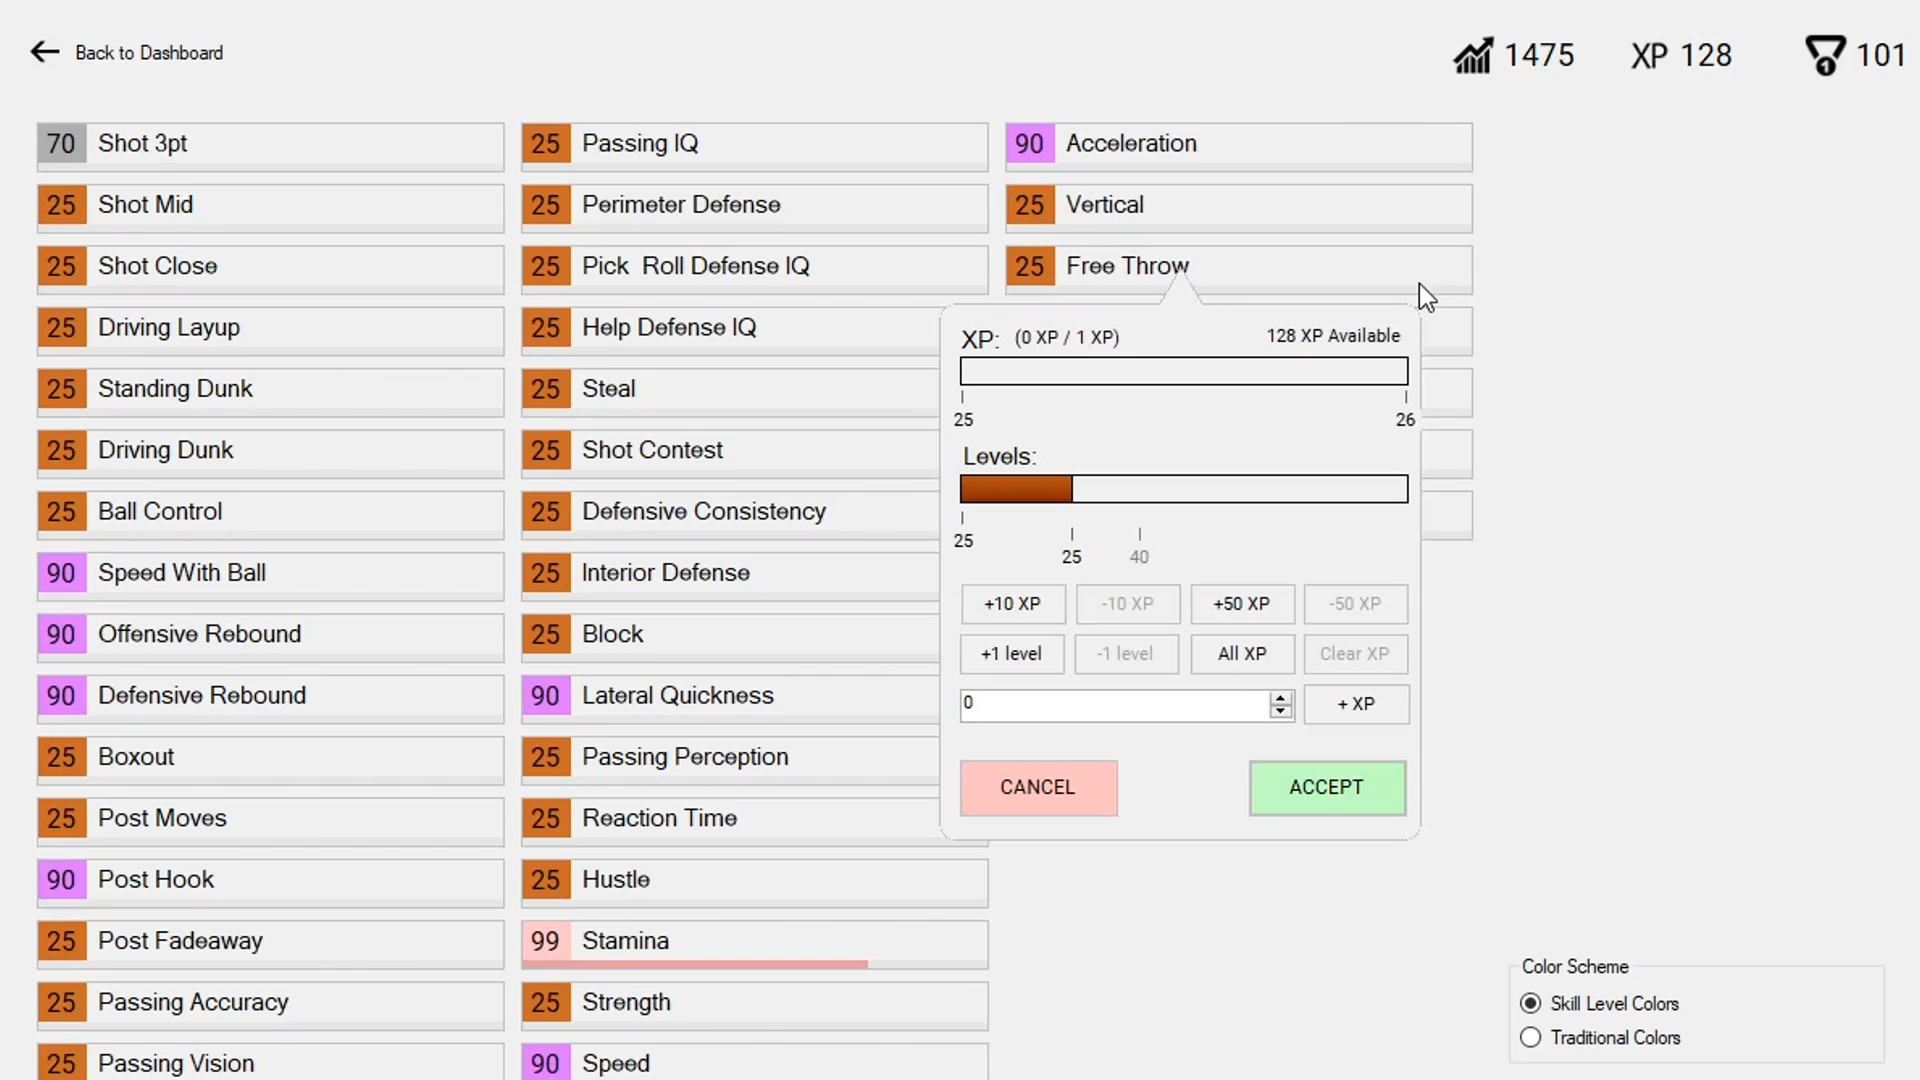 Back to Dashboard
1475
XP 128
1
101
70 Shot 3pt
25 Shot Mid
25 Shot Close
25 Driving Layup
25 Standing Dunk
25 Driving Dunk
25 Ball Control
90 Speed With Ball
90 Offensive Rebound
90 Defensive Rebound
25 Boxout
25 Post Moves
90 Post Hook
25 Post Fadeaway
25 Passing Accuracy
25 Passing Vision
25 Passing IQ
25 Perimeter Defense
25 Pick  Roll Defense IQ
25 Help Defense IQ
25 Steal
25 Shot Contest
25 Defensive Consistency
25 Interior Defense
25 Block
90 Lateral Quickness
25 Passing Perception
25 Reaction Time
25 Hustle
99 Stamina
25 Strength
90 Speed
90 Acceleration
25 Vertical
25 Free Throw
XP: (0 XP / 1 XP) 128 XP Available
25 26
Levels:
25 25 40
+10 XP -10 XP +50 XP -50 XP
+1 level -1 level All XP Clear XP
0 + XP
CANCEL ACCEPT
Color Scheme
Skill Level Colors
Traditional Colors